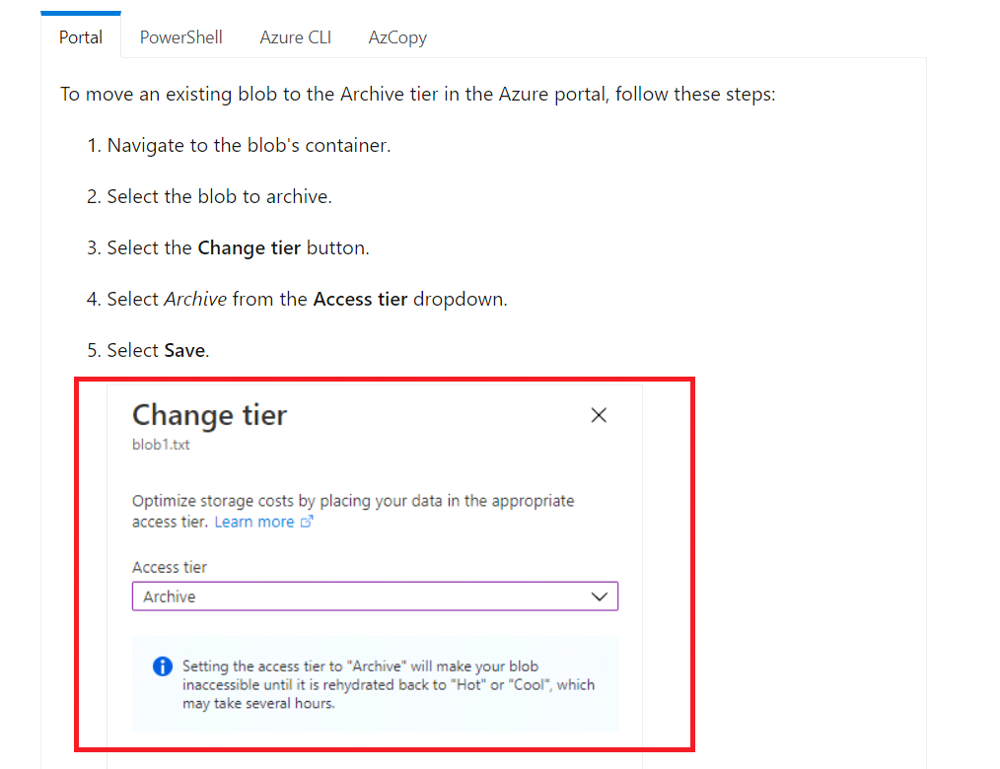 Portal PowerShell Azure CLI AzCopy
To move an existing blob to the Archive tier in the Azure portal, follow these steps:
1. Navigate to the blob's container.
2. Select the blob to archive.
3. Select the Change tier button.
4. Select Archive from the Access tier dropdown.
5. Select Save.
Change tier
blob1.txt
Optimize storage costs by placing your data in the appropriate
access tier. Learn more
Access tier
Archive
Setting the access tier to "Archive" will make your blob
inaccessible until it is rehydrated back to "Hot" or "Cool", which
may take several hours.